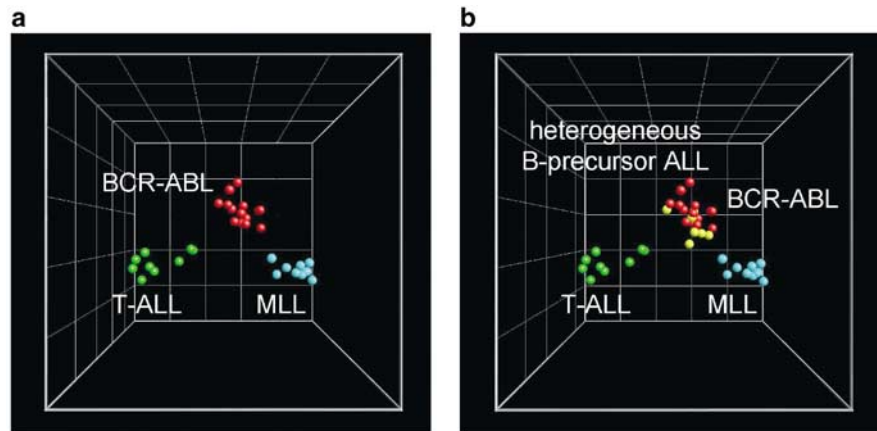 a
BCR-ABL
T-ALL
MLL
b
heterogeneous
B-precursor ALL
BCR-ABL
T-ALL
MLL